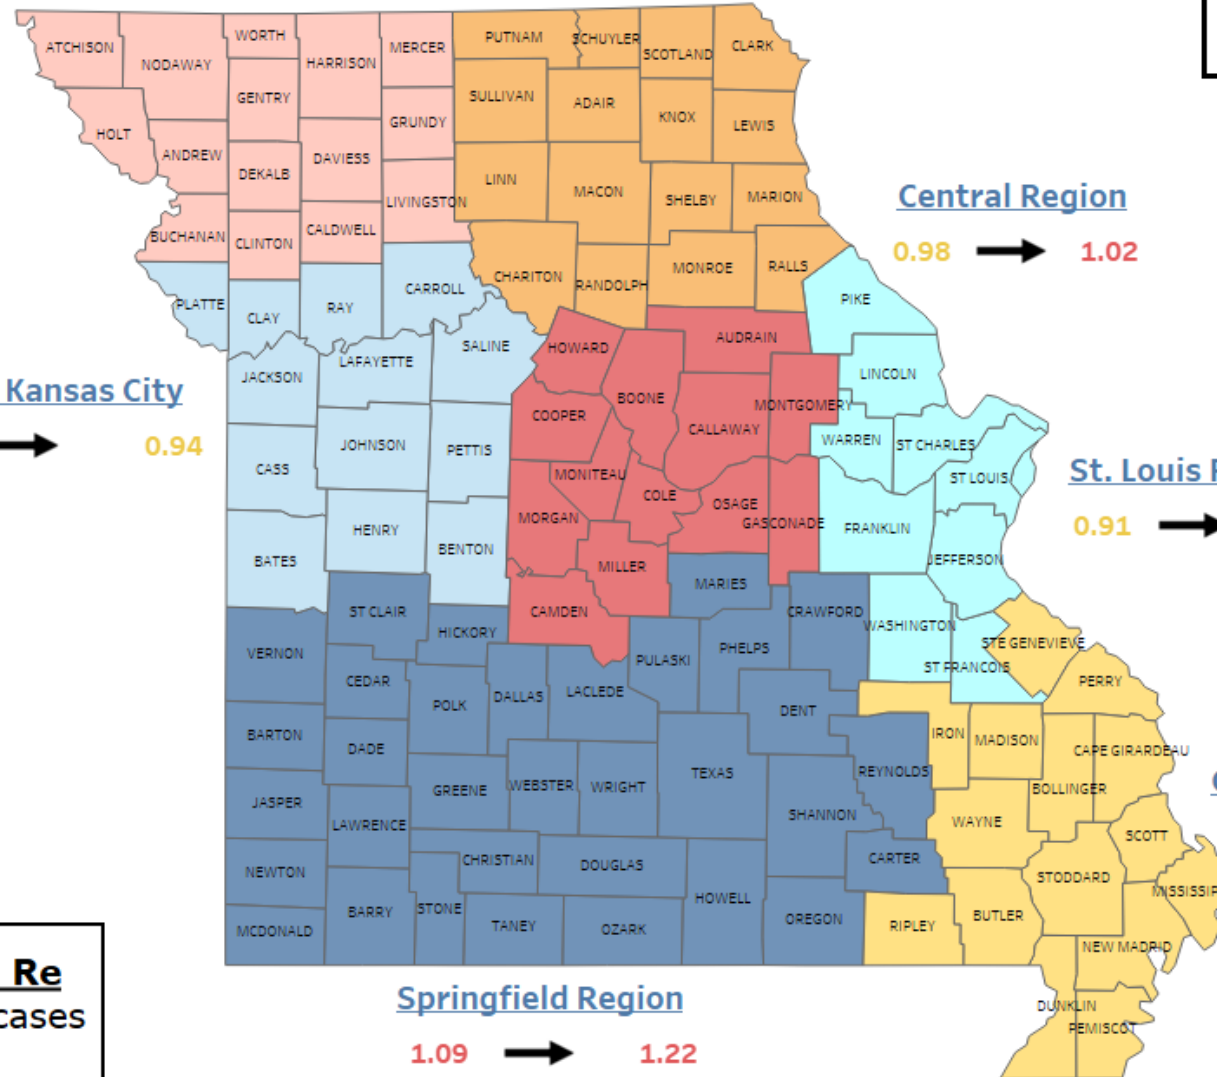 ATCHISON
NODAWAY
WORTH
HARRISON
MERCER
PUTNAM
SCHUYLER
SCOTLAND
CLARK
GENTRY
SULLIVAN
ADAIR
KNOX
LEWIS
HOLT
ANDREW
DEKALB
DAVIESS
GRUNDY
LIVINGSTON
LINN
MACON
SHELBY
MARION
BUCHANAN
CLINTON
CALDWELL
CHARITON
RANDOLPH
MONROE
RALLS
Central Region
0.98
1.02
PLATTE
CLAY
RAY
CARROLL
PIKE
JACKSON
LAFAYETTE
SALINE
HOWARD
BOONE
AUDRAIN
LINCOLN
Kansas City
0.94
CASS
JOHNSON
PETTIS
COOPER
CALLAWAY
MONTGOMERY
WARREN
ST CHARLES
ST LOUIS
MONITEAU
COLE
OSAGE
GASCONADE
FRANKLIN
JEFFERSON
St. Louis
0.91
BATES
HENRY
BENTON
MORGAN
MILLER
CAMDEN
MARIES
CRAWFORD
WASHINGTON
ST FRANCOIS
STE GENEVIEVE
PERRY
VERNON
ST CLAIR
HICKORY
CEDAR
POLK
DALLAS
LACLEDE
PULASKI
PHELPS
DENT
IRON
MADISON
CAPE GIRARDEAU
BOLLINGER
BARTON
DADE
GREENE
WEBSTER
WRIGHT
TEXAS
REYNOLDS
SHANNON
WAYNE
SCOTT
JASPER
LAWRENCE
CHRISTIAN
DOUGLAS
CARTER
STODDARD
MISSISSIP
NEWTON
BARRY
STONE
TANEY
OZARK
HOWELL
OREGON
RIPLEY
BUTLER
NEW MADRID
MCDONALD
DUNKLIN
PEMISCOT
Re
cases
Springfield Region
1.09
1.22